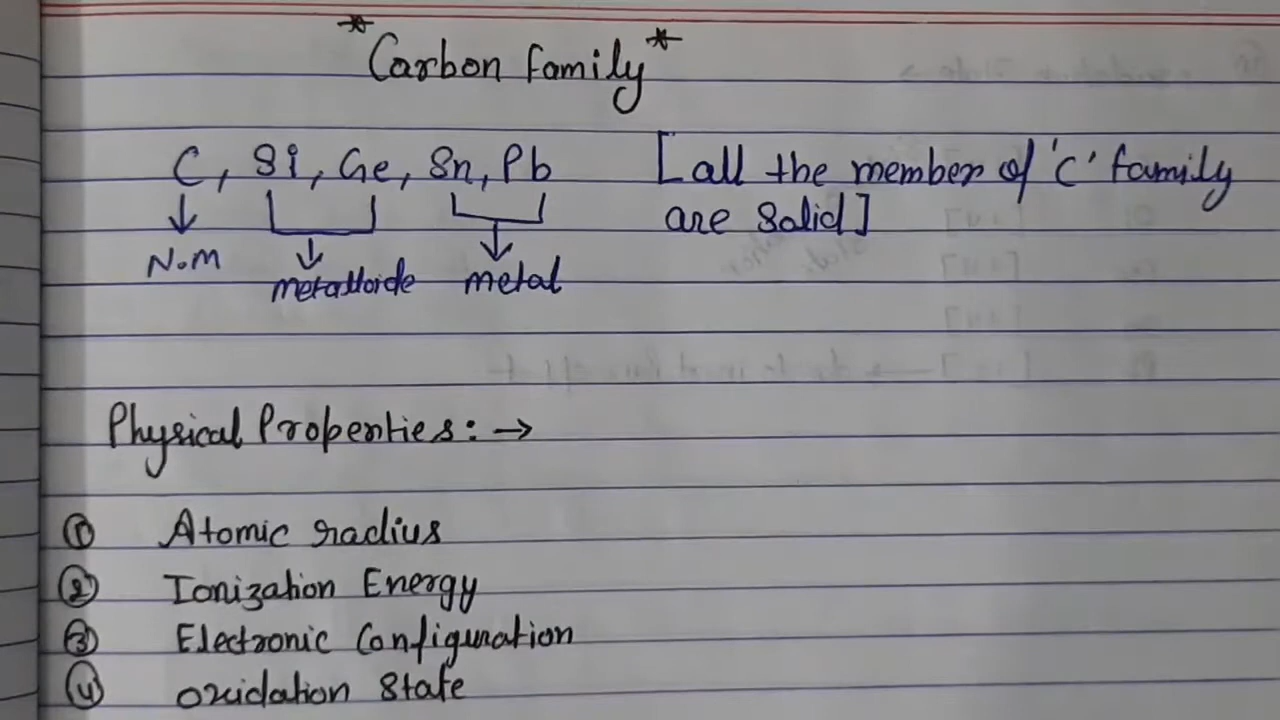 *Carbon family*
C, Si, Ge, Sn, Pb [all the member of 'C' family
are solid]
N.M metalloide metal
Physical Properties: →
① Atomic radius
② Ionization Energy
③ Electronic Configuration
④ oxidation State